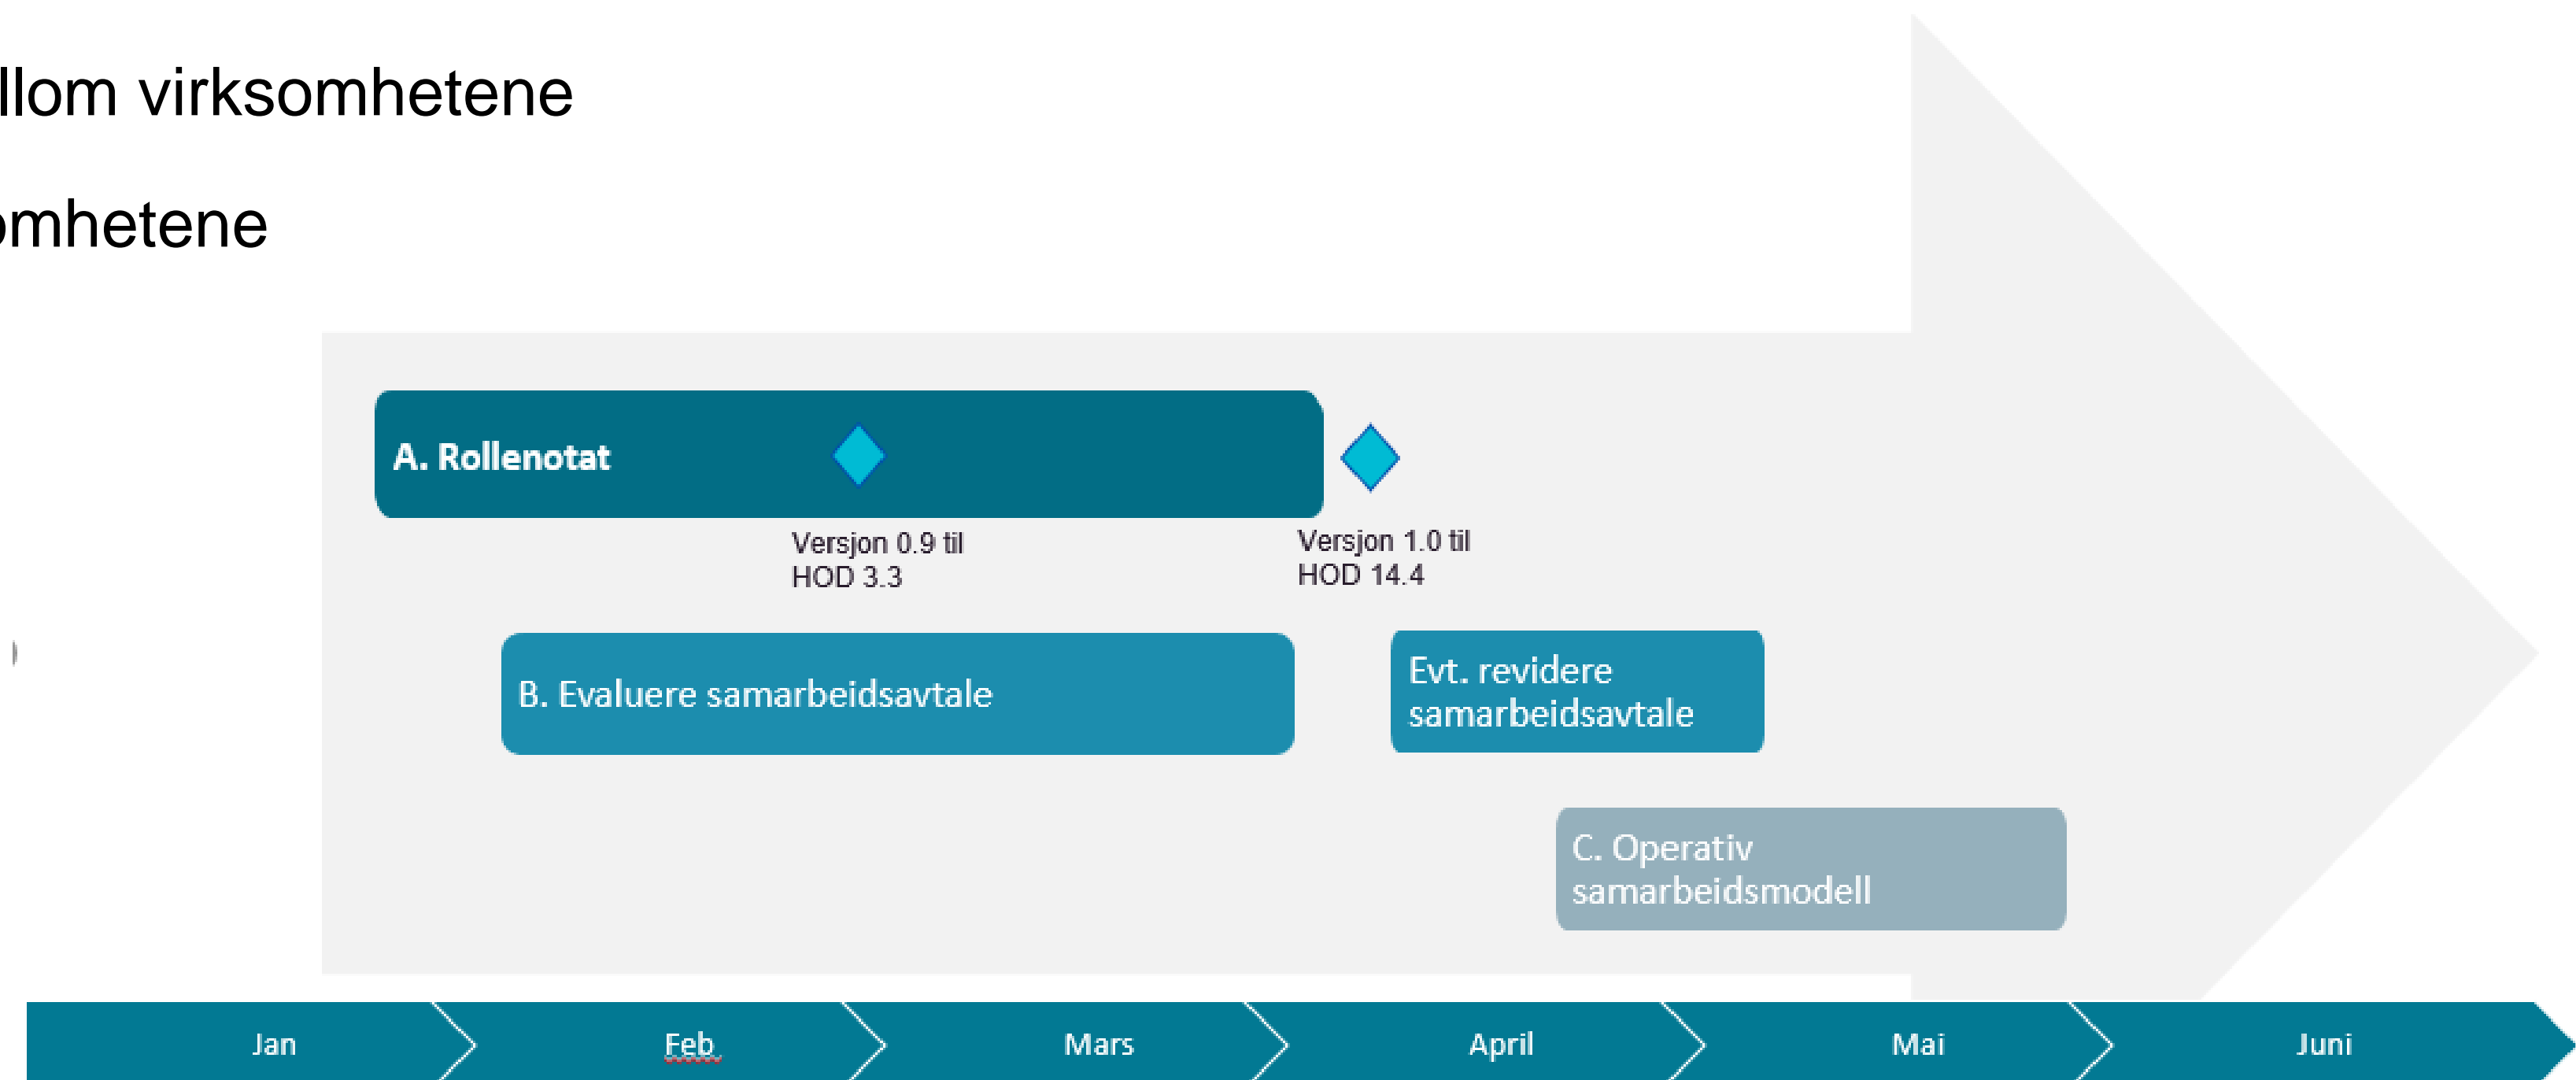 llom virksomhetene
omhetene
A. Rollenotat
Versjon 0.9 til
HOD 3.3
Versjon 1.0 til
HOD 14.4
B. Evaluere samarbeidsavtale
Evt. revidere
samarbeidsavtale
C. Operativ
samarbeidsmodell
Jan
Feb
Mars
April
Mai
Juni